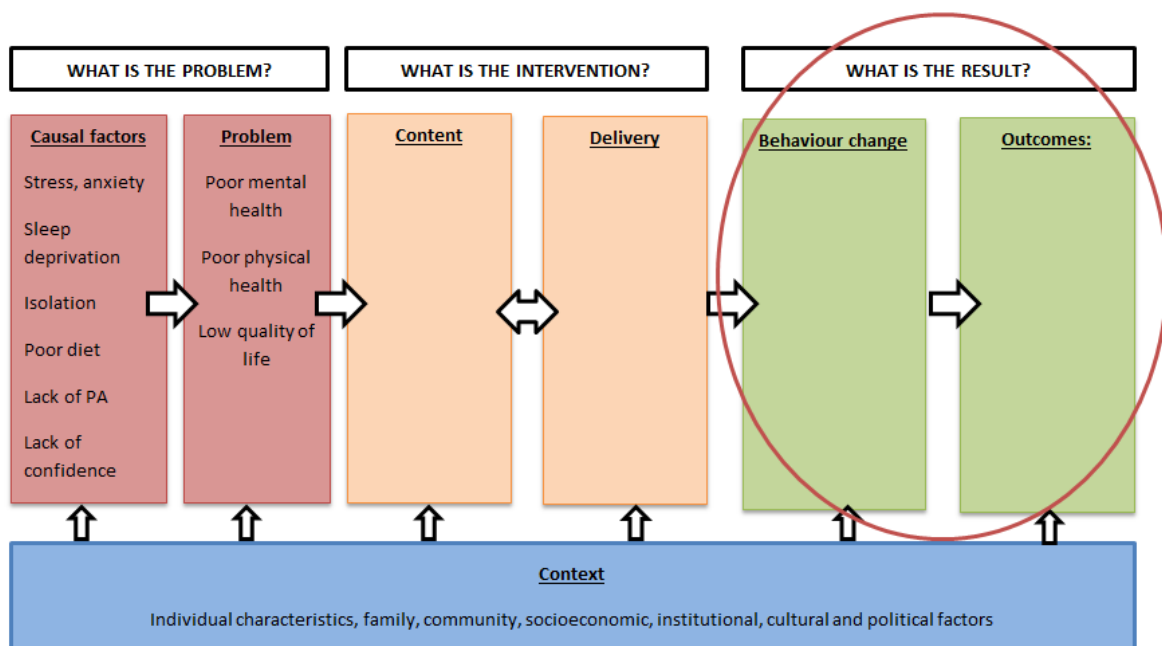 WHAT IS THE PROBLEM?
WHAT IS THE INTERVENTION?
WHAT IS THE RESULT?
Causal factors
Stress, anxiety
Sleep
deprivation
Isolation
Poor diet
Lack of PA
Lack of
confidence
Problem
Poor mental
health
Poor physical
health
Low quality of
life
Content
Delivery
Behaviour change
Outcomes:
Context
Individual characteristics, family, community, socioeconomic, institutional, cultural and political factors